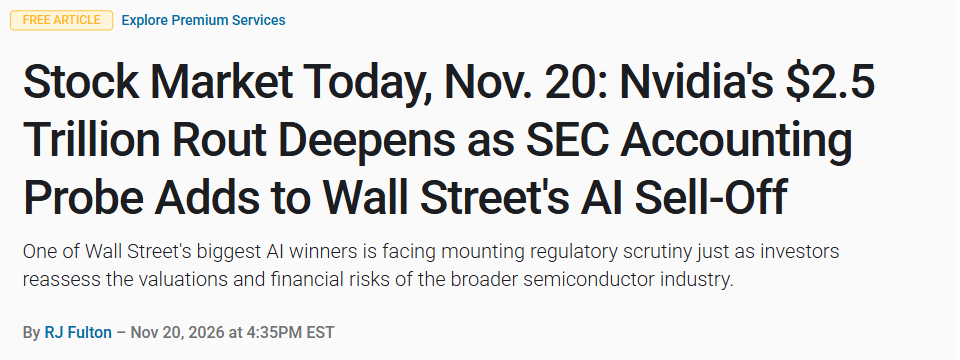 FREE ARTICLE Explore Premium Services
Stock Market Today, Nov. 20: Nvidia's $2.5
Trillion Rout Deepens as SEC Accounting
Probe Adds to Wall Street's AI Sell-Off
One of Wall Street's biggest AI winners is facing mounting regulatory scrutiny just as investors
reassess the valuations and financial risks of the broader semiconductor industry.
By RJ Fulton – Nov 20, 2026 at 4:35PM EST